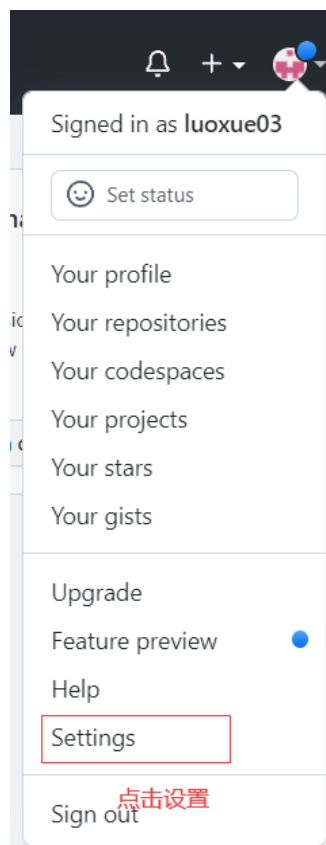 Signed in as luoxue03
Set status
Your profile
Your repositories
Your codespaces
Your projects
Your stars
Your gists
Upgrade
Feature preview
Help
Settings
点击设置
Sign out